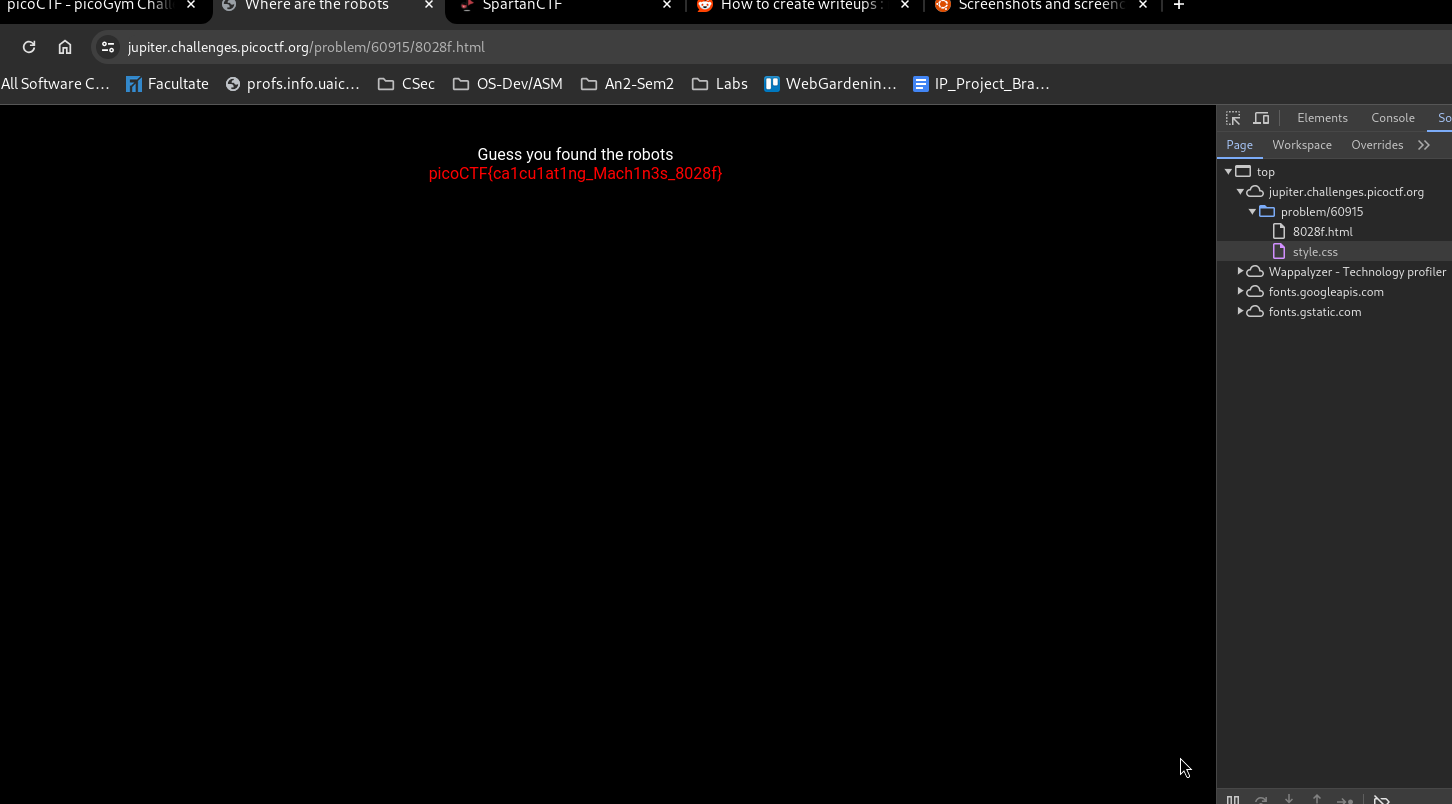 picoCTF - picoGym Chall
Where are the robots
SpartanCTF
How to create writeups
Screenshots and screenc
jupiter.challenges.picoctf.org/problem/60915/8028f.html
All Software C…
Facultate
profs.info.uaic…
CSec
OS-Dev/ASM
An2-Sem2
Labs
WebGardenin…
IP_Project_Bra…
Elements
Console
So
Page
Workspace
Overrides
Guess you found the robots
picoCTF{ca1cu1at1ng_Mach1n3s_8028f}
top
jupiter.challenges.picoctf.org
problem/60915
8028f.html
style.css
Wappalyzer - Technology profiler
fonts.googleapis.com
fonts.gstatic.com